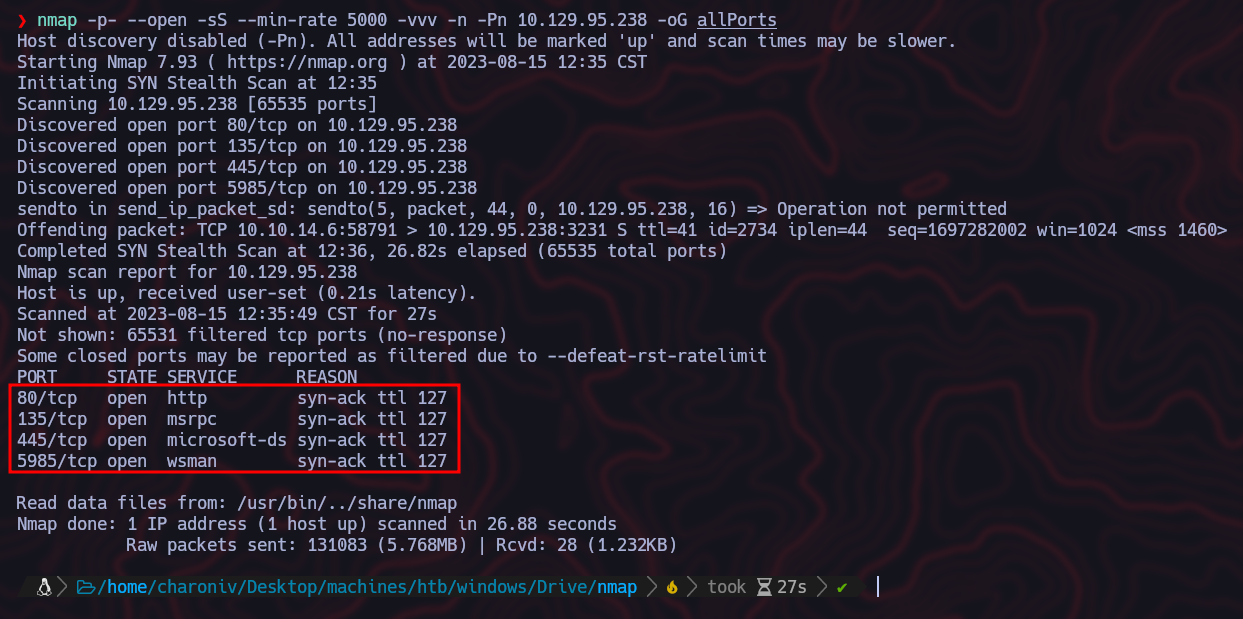 ❯ nmap -p- --open -sS --min-rate 5000 -vvv -n -Pn 10.129.95.238 -oG allPorts
Host discovery disabled (-Pn). All addresses will be marked 'up' and scan times may be slower.
Starting Nmap 7.93 ( https://nmap.org ) at 2023-08-15 12:35 CST
Initiating SYN Stealth Scan at 12:35
Scanning 10.129.95.238 [65535 ports]
Discovered open port 80/tcp on 10.129.95.238
Discovered open port 135/tcp on 10.129.95.238
Discovered open port 445/tcp on 10.129.95.238
Discovered open port 5985/tcp on 10.129.95.238
sendto in send_ip_packet_sd: sendto(5, packet, 44, 0, 10.129.95.238, 16) => Operation not permitted
Offending packet: TCP 10.10.14.6:58791 > 10.129.95.238:3231 S ttl=41 id=2734 iplen=44  seq=1697282002 win=1024 <mss 1460>
Completed SYN Stealth Scan at 12:36, 26.82s elapsed (65535 total ports)
Nmap scan report for 10.129.95.238
Host is up, received user-set (0.21s latency).
Scanned at 2023-08-15 12:35:49 CST for 27s
Not shown: 65531 filtered tcp ports (no-response)
Some closed ports may be reported as filtered due to --defeat-rst-ratelimit
PORT     STATE SERVICE      REASON
80/tcp   open  http         syn-ack ttl 127
135/tcp  open  msrpc        syn-ack ttl 127
445/tcp  open  microsoft-ds syn-ack ttl 127
5985/tcp open  wsman        syn-ack ttl 127
Read data files from: /usr/bin/../share/nmap
Nmap done: 1 IP address (1 host up) scanned in 26.88 seconds
           Raw packets sent: 131083 (5.768MB) | Rcvd: 28 (1.232KB)
/home/charoniv/Desktop/machines/htb/windows/Drive/nmap took 27s ✔